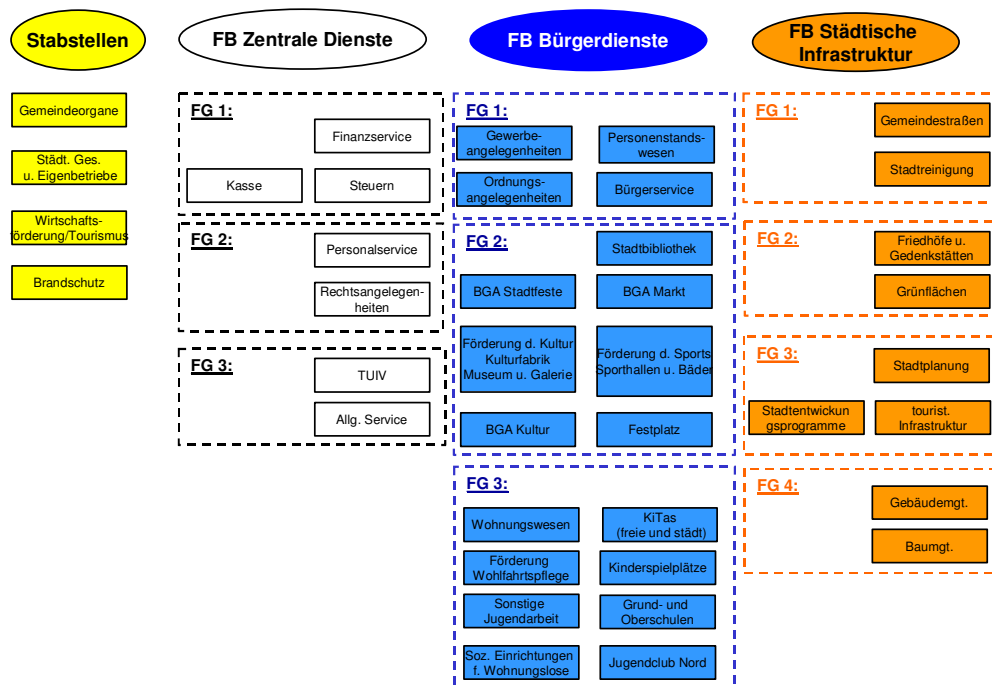 Stabstellen
Gemeindeorgane
Städt. Ges.
u. Eigenbetriebe
Wirtschafts-
förderung/Tourismus
Brandschutz
FB Zentrale Dienste
FG 1:
Finanzservice
Kasse
Steuern
FG 2:
Personalservice
Rechtsangelegen-
heiten
FG 3:
TUIV
Allg. Service
FB Bürgerdienste
FG 1:
Gewerbe-
angelegenheiten
Personenstands-
wesen
Ordnungs-
angelegenheiten
Bürgerservice
FG 2:
Stadtbibliothek
BGA Stadtfeste
BGA Markt
Förderung d. Kultur
Kulturfabrik
Museum u. Galerie
Förderung d. Sports
Sporthallen u. Bäder
BGA Kultur
Festplatz
FG 3:
Wohnungswesen
KiTas
(freie und städt)
Förderung
Wohlfahrtspflege
Kinderspielplätze
Sonstige
Jugendarbeit
Grund- und
Oberschulen
Soz. Einrichtungen
f. Wohnungslose
Jugendclub Nord
FB Städtische
Infrastruktur
FG 1:
Gemeindestraßen
Stadtreinigung
FG 2:
Friedhöfe u.
Gedenkstätten
Grünflächen
FG 3:
Stadtplanung
Stadtentwickun
gsprogramme
tourist.
Infrastruktur
FG 4:
Gebäudemgt.
Baumgt.